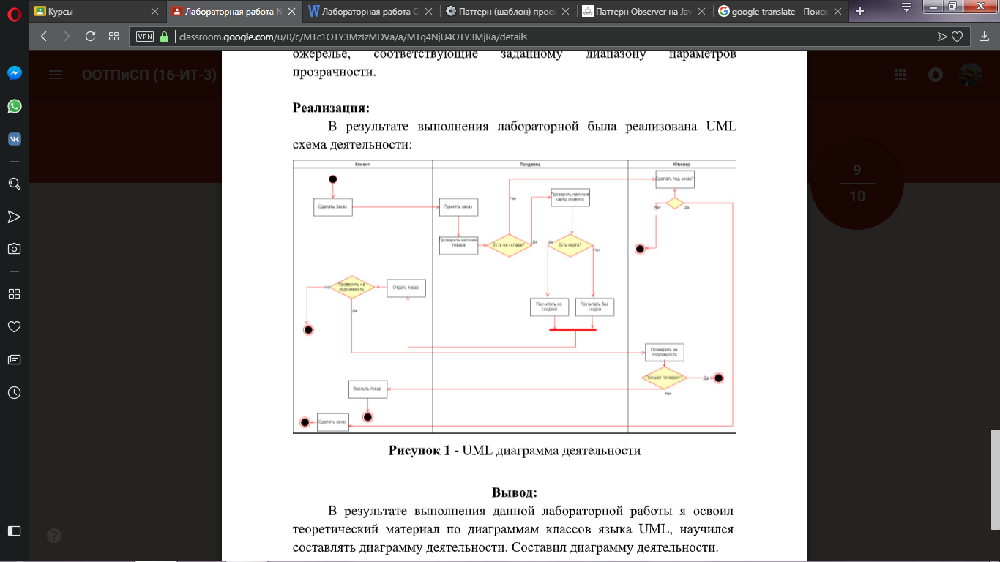 Курсы
Лабораторная работа N
Лабораторная работа О
Паттерн (шаблон) проек
Паттерн Observer на Jav
google translate - Поиск
VPN
classroom.google.com/u/0/c/MTc1OTY3MzIzMDVa/a/MTg4NjU4OTY3MjRa/details
ООТПиСП (16-ИТ-3)
9
10
ожерелье, соответствующие заданному диапазону параметров
прозрачности.
Реализация:
В результате выполнения лабораторной была реализована UML
схема деятельности:
Клиент
Продавец
Ювелир
Сделать под заказ?
Нет
Да
Сделать Заказ
Принять заказ
Проверить наличие
карты клиента
Нет
Проверить наличие
товара
Есть на складе?
Да
Да
Есть карта?
Нет
Проверить на
подлинность
Нет
Да
Отдать товар
Посчитать со
скидкой
Посчитать без
скидки
Проверить на
подлинность
Прошел проверку?
Да
Нет
Вернуть товар
Сделать заказ
Рисунок 1 - UML диаграмма деятельности
Вывод:
В результате выполнения данной лабораторной работы я освоил
теоретический материал по диаграммам классов языка UML, научился
составлять диаграмму деятельности. Составил диаграмму деятельности.